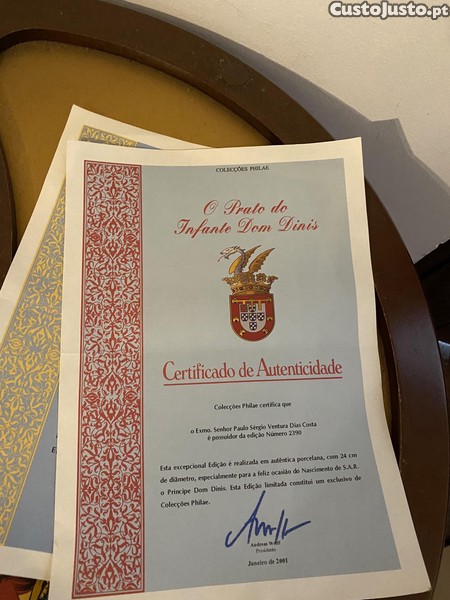 CustoJusto.pt
COLECÇÕES PHILAE
O Prato do
Infante Dom Dinis
Certificado de Autenticidade
Colecções Philae certifica que
o Exmo. Senhor Paulo Sérgio Ventura Dias Costa
é possuidor da edição Número 2390
Esta excepcional Edição é realizada em autêntica porcelana, com 24 cm
de diâmetro, especialmente para a feliz ocasião do Nascimento de S.A.R.
o Príncipe Dom Dinis. Esta Edição limitada constitui um exclusivo de
Colecções Philae.
Andreas Wolf
Presidente
Janeiro de 2001